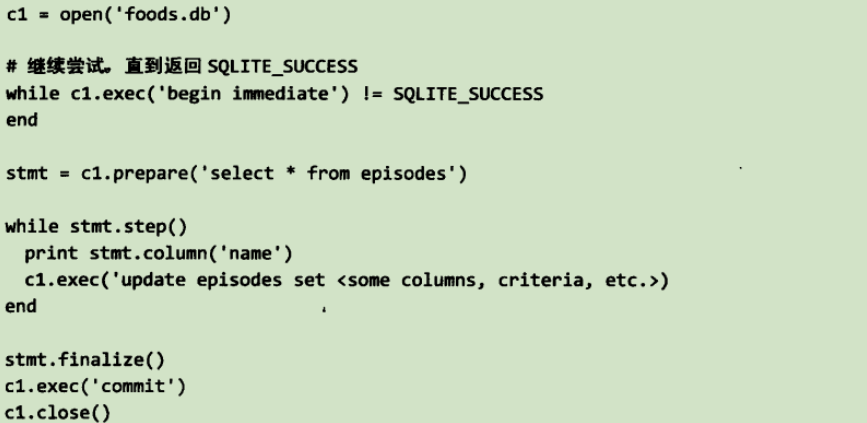 c1 = open('foods.db')
# 继续尝试。直到返回 SQLITE_SUCCESS
while c1.exec('begin immediate') != SQLITE_SUCCESS
end
stmt = c1.prepare('select * from episodes')
while stmt.step()
  print stmt.column('name')
  c1.exec('update episodes set <some columns, criteria, etc.>)
end
stmt.finalize()
c1.exec('commit')
c1.close()